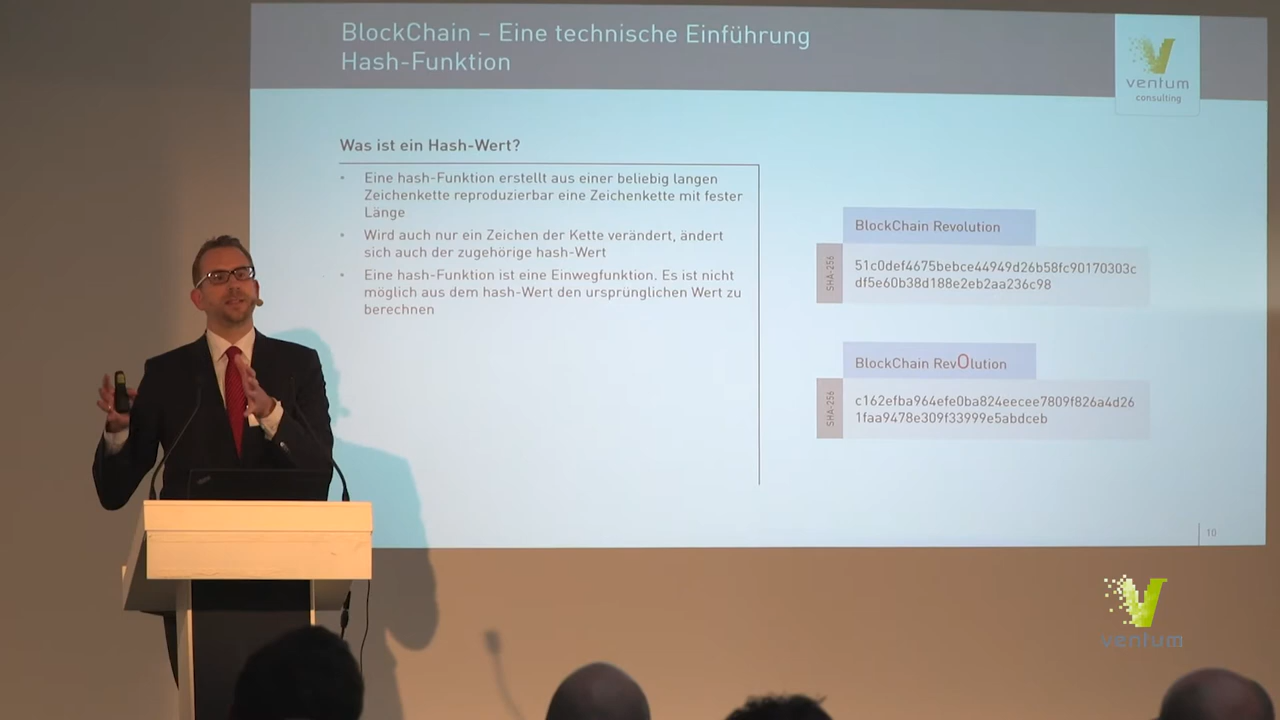 BlockChain – Eine technische Einführung
Hash-Funktion
ventum
consulting
Was ist ein Hash-Wert?
• Eine hash-Funktion erstellt aus einer beliebig langen
Zeichenkette reproduzierbar eine Zeichenkette mit fester
Länge
• Wird auch nur ein Zeichen der Kette verändert, ändert
sich auch der zugehörige hash-Wert
• Eine hash-Funktion ist eine Einwegfunktion. Es ist nicht
möglich aus dem hash-Wert den ursprünglichen Wert zu
berechnen
BlockChain Revolution
SHA-256
51c0def4675bebce44949d26b58fc90170303c
df5e60b38d188e2eb2aa236c98
BlockChain RevOlution
SHA-256
c162efba964efe0ba824eecee7809f826a4d26
1faa9478e309f33999e5abdceb
10
ventum